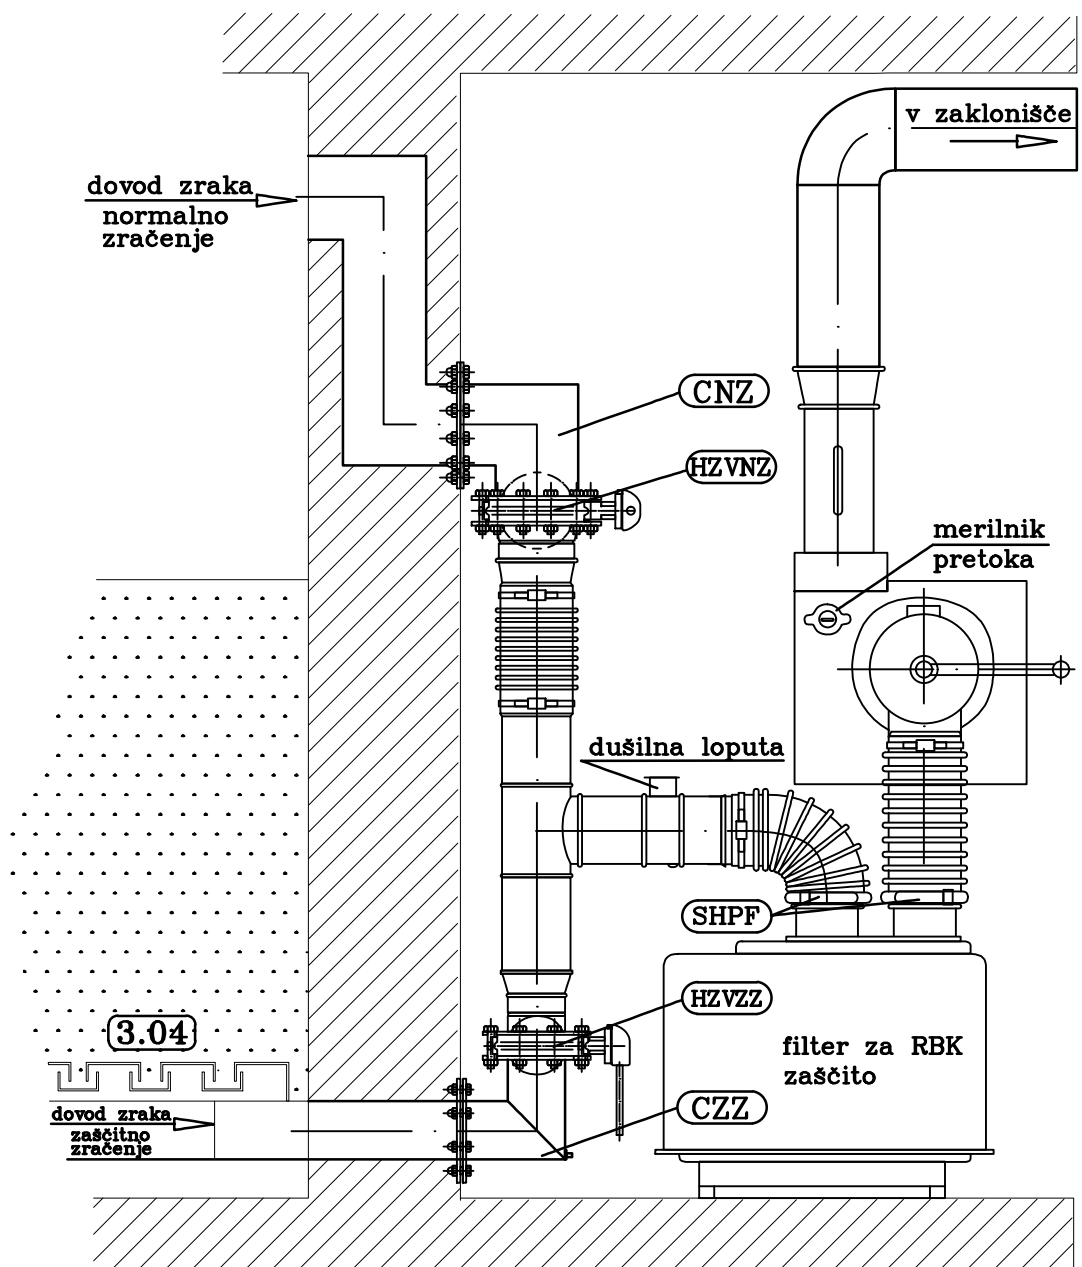 v zaklonišče
dovod zraka
normalno
zračenje
CNZ
HZVNZ
merilnik
pretoka
dušilna loputa
SHPF
HZVZZ
3.04
filter za RBK
zaščito
dovod zraka
zaščitno
zračenje
CZZ